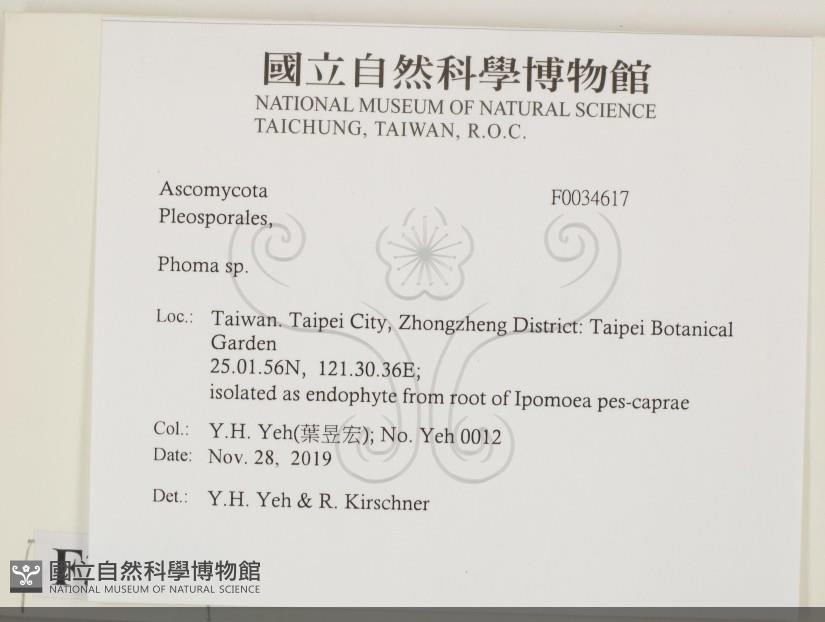 國立自然科學博物館
NATIONAL MUSEUM OF NATURAL SCIENCE
TAICHUNG, TAIWAN, R.O.C.
Ascomycota F0034617
Pleosporales,
Phoma sp.
Loc.: Taiwan. Taipei City, Zhongzheng District: Taipei Botanical
Garden
25.01.56N, 121.30.36E;
isolated as endophyte from root of Ipomoea pes-caprae
Col.: Y.H. Yeh(葉昱宏); No. Yeh 0012
Date: Nov. 28, 2019
Det.: Y.H. Yeh & R. Kirschner
國立自然科學博物館
NATIONAL MUSEUM OF NATURAL SCIENCE